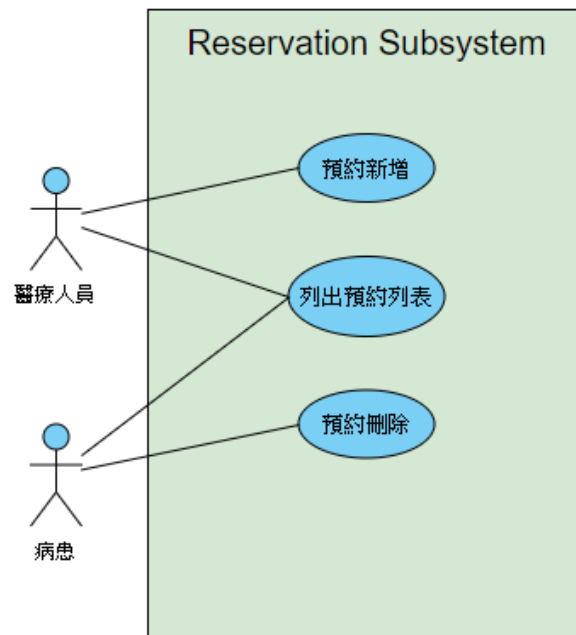 Reservation Subsystem
預約新增
醫療人員
列出預約列表
預約刪除
病患